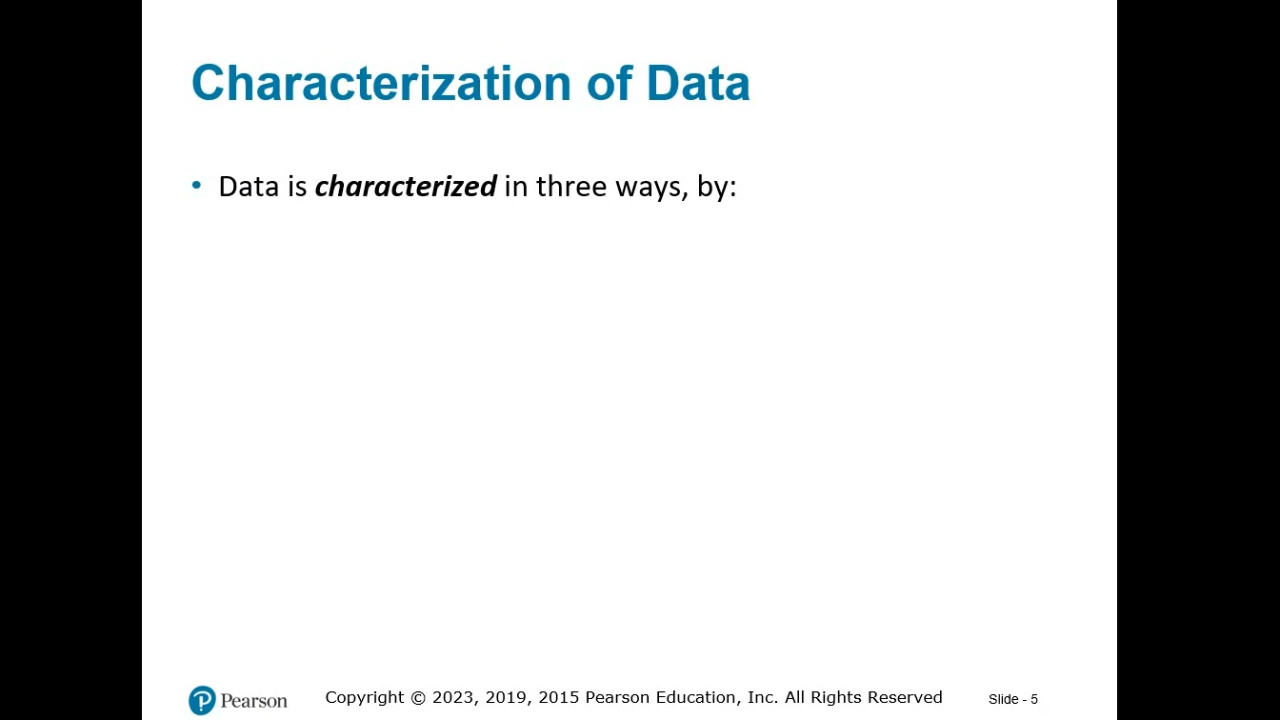 Characterization of Data
• Data is characterized in three ways, by:
Pearson
Copyright © 2023, 2019, 2015 Pearson Education, Inc. All Rights Reserved
Slide - 5